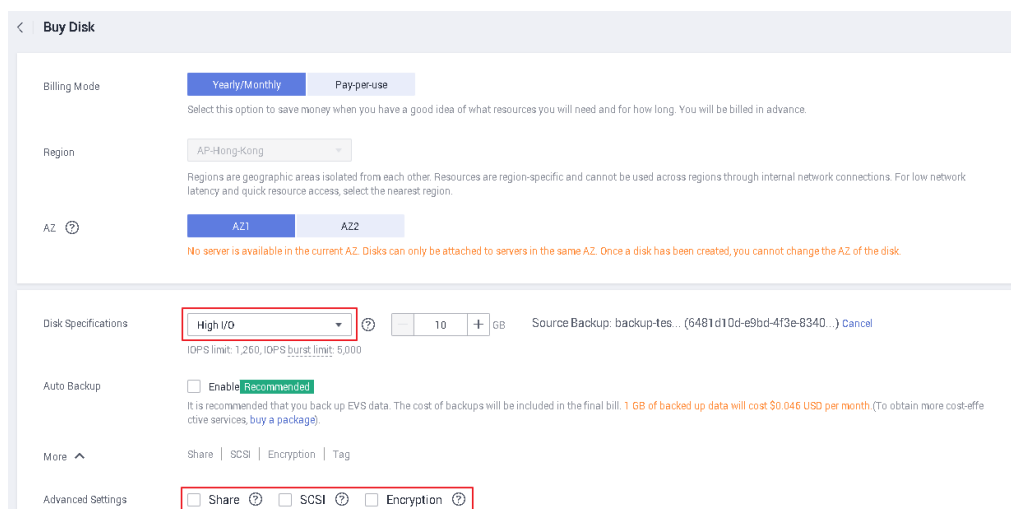 Buy Disk
Billing Mode
Yearly/Monthly
Pay-per-use
Select this option to save money when you have a good idea of what resources you will need and for how long. You will be billed in advance.
Region
AP-Hong-Kong
Regions are geographic areas isolated from each other. Resources are region-specific and cannot be used across regions through internal network connections. For low network
latency and quick resource access, select the nearest region.
AZ
AZ1
AZ2
No server is available in the current AZ. Disks can only be attached to servers in the same AZ. Once a disk has been created, you cannot change the AZ of the disk.
Disk Specifications
High I/O
10
GB
Source Backup: backup-tes... (6481d10d-e9bd-4f3e-8340...) Cancel
IOPS limit: 1,260, IOPS burst limit: 5,000
Auto Backup
Enable Recommended
It is recommended that you back up EVS data. The cost of backups will be included in the final bill. 1 GB of backed up data will cost $0.046 USD per month.(To obtain more cost-effe
ctive services, buy a package).
More
Share | SCSI | Encryption | Tag
Advanced Settings
Share
SCSI
Encryption